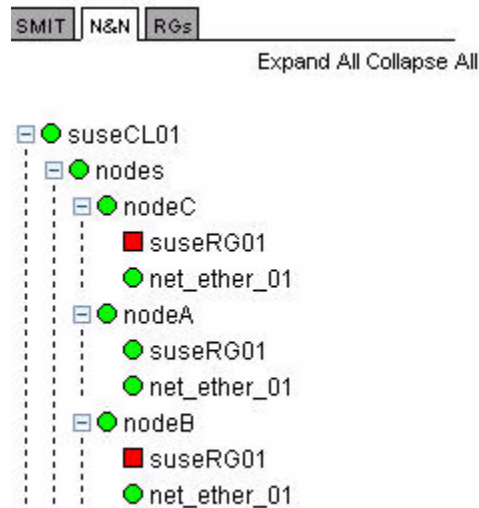 SMIT N&N RGs
Expand All Collapse All
suseCL01
nodes
nodeC
suseRG01
net_ether_01
nodeA
suseRG01
net_ether_01
nodeB
suseRG01
net_ether_01